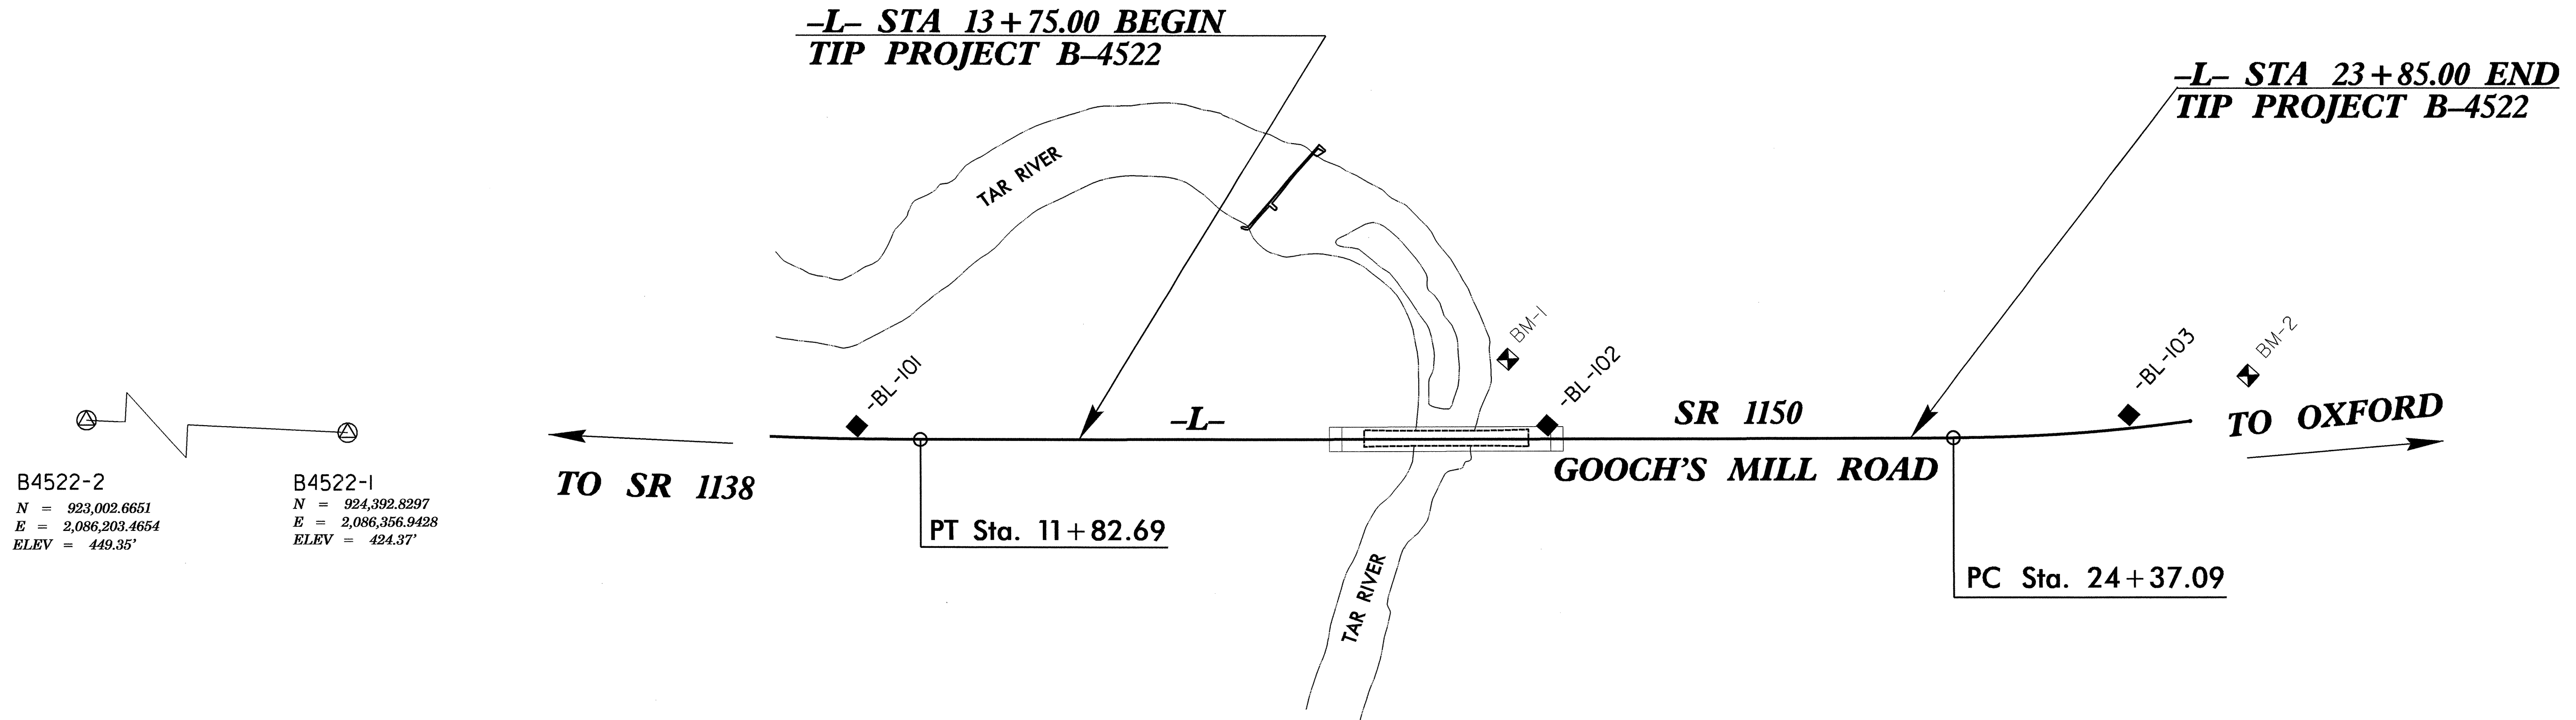 –L– STA 13+75.00 BEGIN
TIP PROJECT B–4522
–L– STA 23+85.00 END
TIP PROJECT B–4522
TAR RIVER
BM-1
-BL-101
-BL-102
-BL-103
BM-2
–L–
SR 1150
TO OXFORD
GOOCH'S MILL ROAD
TO SR 1138
B4522-2
N = 923,002.6651
E = 2,086,203.4654
ELEV = 449.35'
B4522-1
N = 924,392.8297
E = 2,086,356.9428
ELEV = 424.37'
PT Sta. 11+82.69
TAR RIVER
PC Sta. 24+37.09